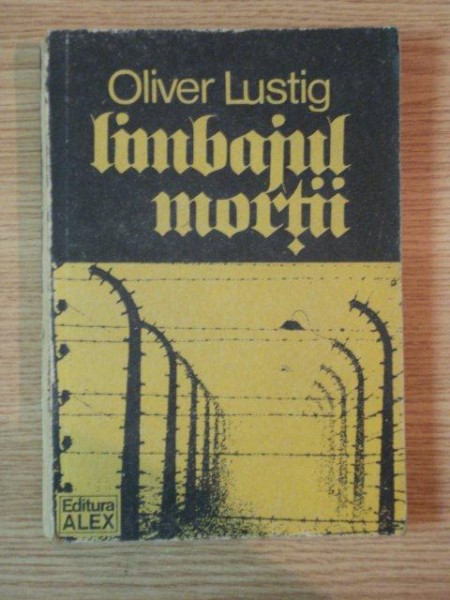 Oliver Lustig
limbajul
morții
Editura
ALEX